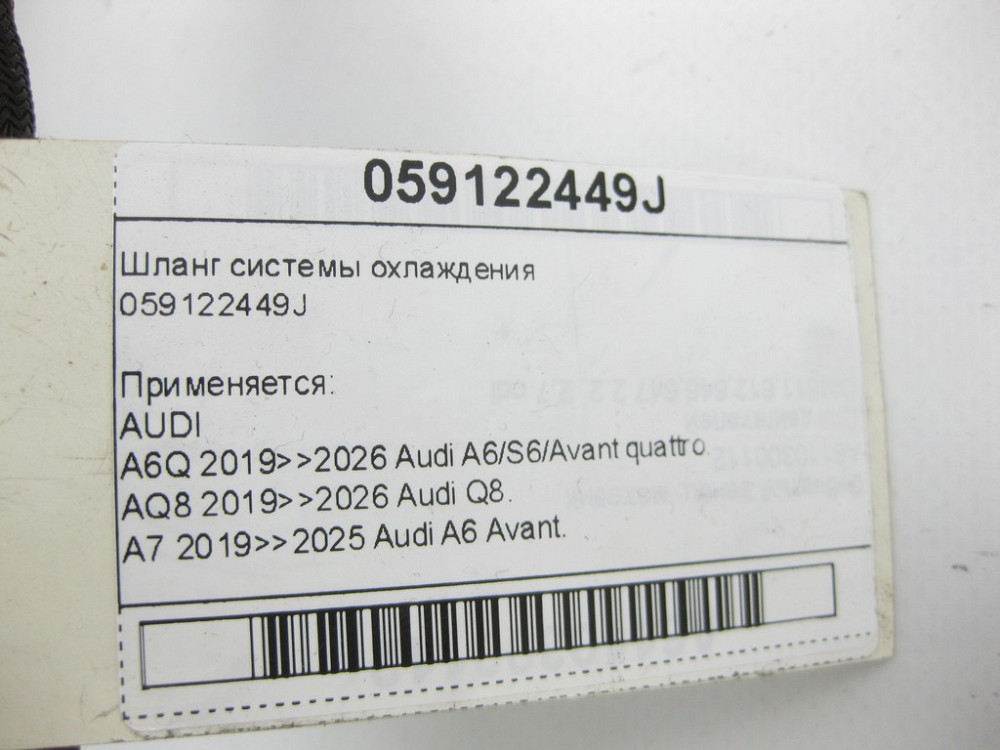 059122449J
Шланг системы охлаждения
059122449J
Применяется:
AUDI
A6Q 2019>>2026 Audi A6/S6/Avant quattro.
AQ8 2019>>2026 Audi Q8.
A7 2019>>2025 Audi A6 Avant.